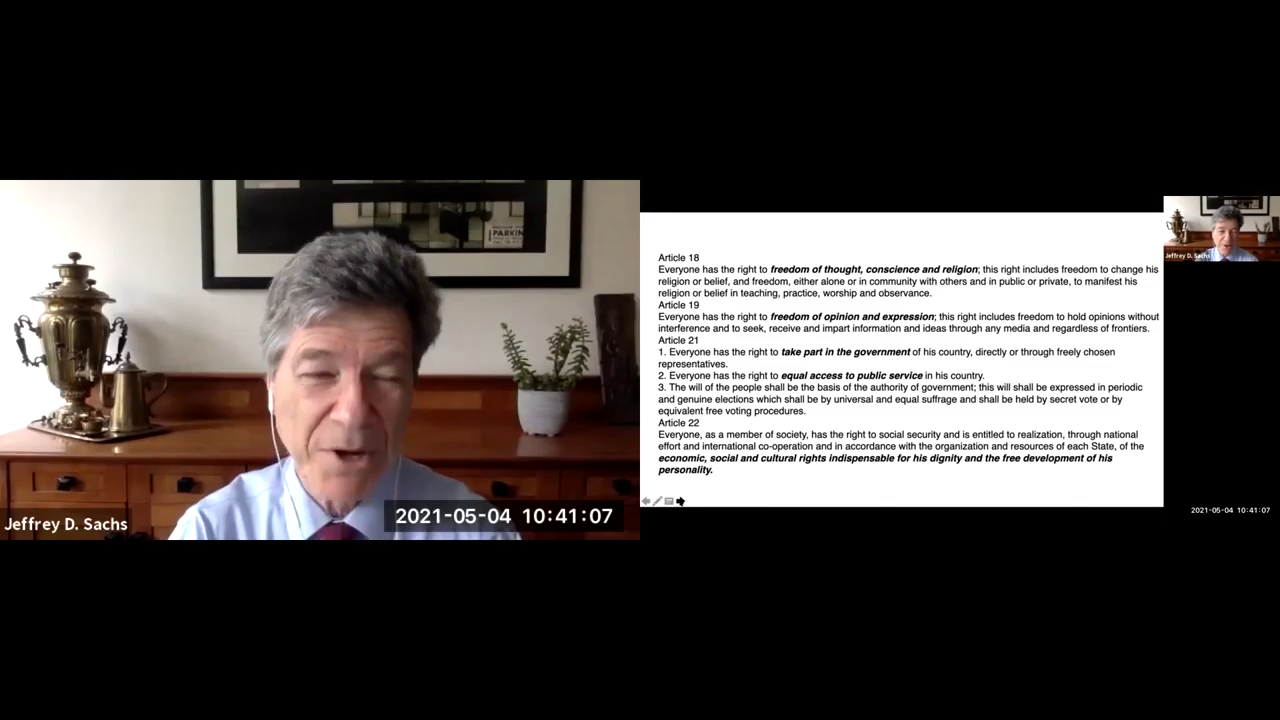 PARKIN
Jeffrey D. Sachs
2021-05-04 10:41:07
Article 18
Everyone has the right to freedom of thought, conscience and religion; this right includes freedom to change his
religion or belief, and freedom, either alone or in community with others and in public or private, to manifest his
religion or belief in teaching, practice, worship and observance.
Article 19
Everyone has the right to freedom of opinion and expression; this right includes freedom to hold opinions without
interference and to seek, receive and impart information and ideas through any media and regardless of frontiers.
Article 21
1. Everyone has the right to take part in the government of his country, directly or through freely chosen
representatives.
2. Everyone has the right to equal access to public service in his country.
3. The will of the people shall be the basis of the authority of government; this will shall be expressed in periodic
and genuine elections which shall be by universal and equal suffrage and shall be held by secret vote or by
equivalent free voting procedures.
Article 22
Everyone, as a member of society, has the right to social security and is entitled to realization, through national
effort and international co-operation and in accordance with the organization and resources of each State, of the
economic, social and cultural rights indispensable for his dignity and the free development of his
personality.
Jeffrey D. Sachs
2021-05-04 10:41:07